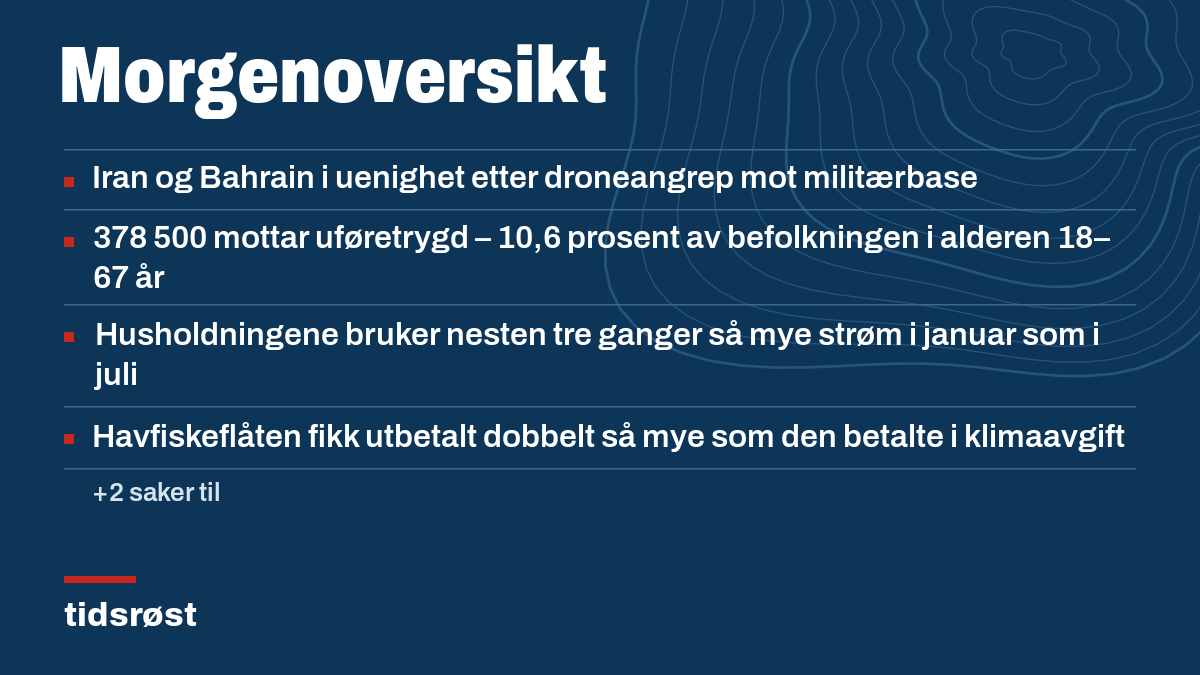 Morgenoversikt
Iran og Bahrain i uenighet etter droneangrep mot militærbase
378 500 mottar uføretrygd – 10,6 prosent av befolkningen i alderen 18–
67 år
Husholdningene bruker nesten tre ganger så mye strøm i januar som i
juli
Havfiskeflåten fikk utbetalt dobbelt så mye som den betalte i klimaavgift
+2 saker til
tidsrøst